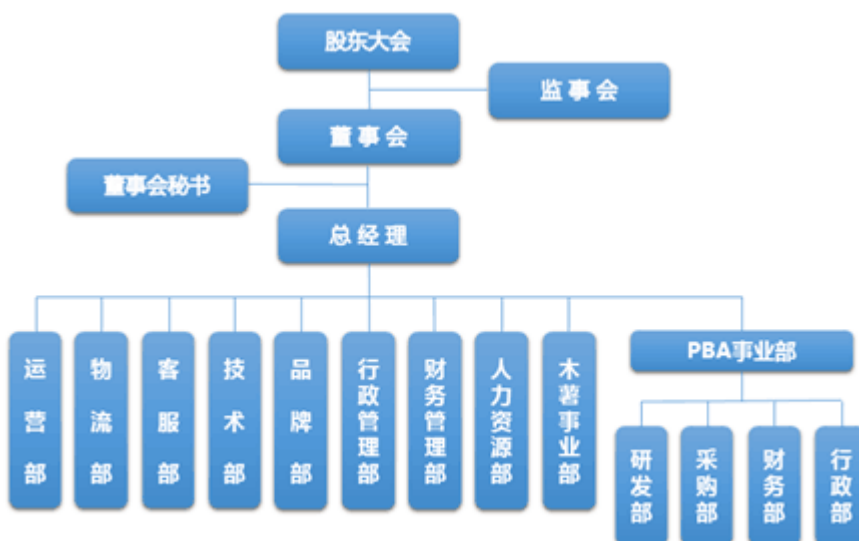 股东大会
监事会
董事会
董事会秘书
总经理
运营部
物流部
客服部
技术部
品牌部
行政管理部
财务管理部
人力资源部
木薯事业部
PBA事业部
研发部
采购部
财务部
行政部